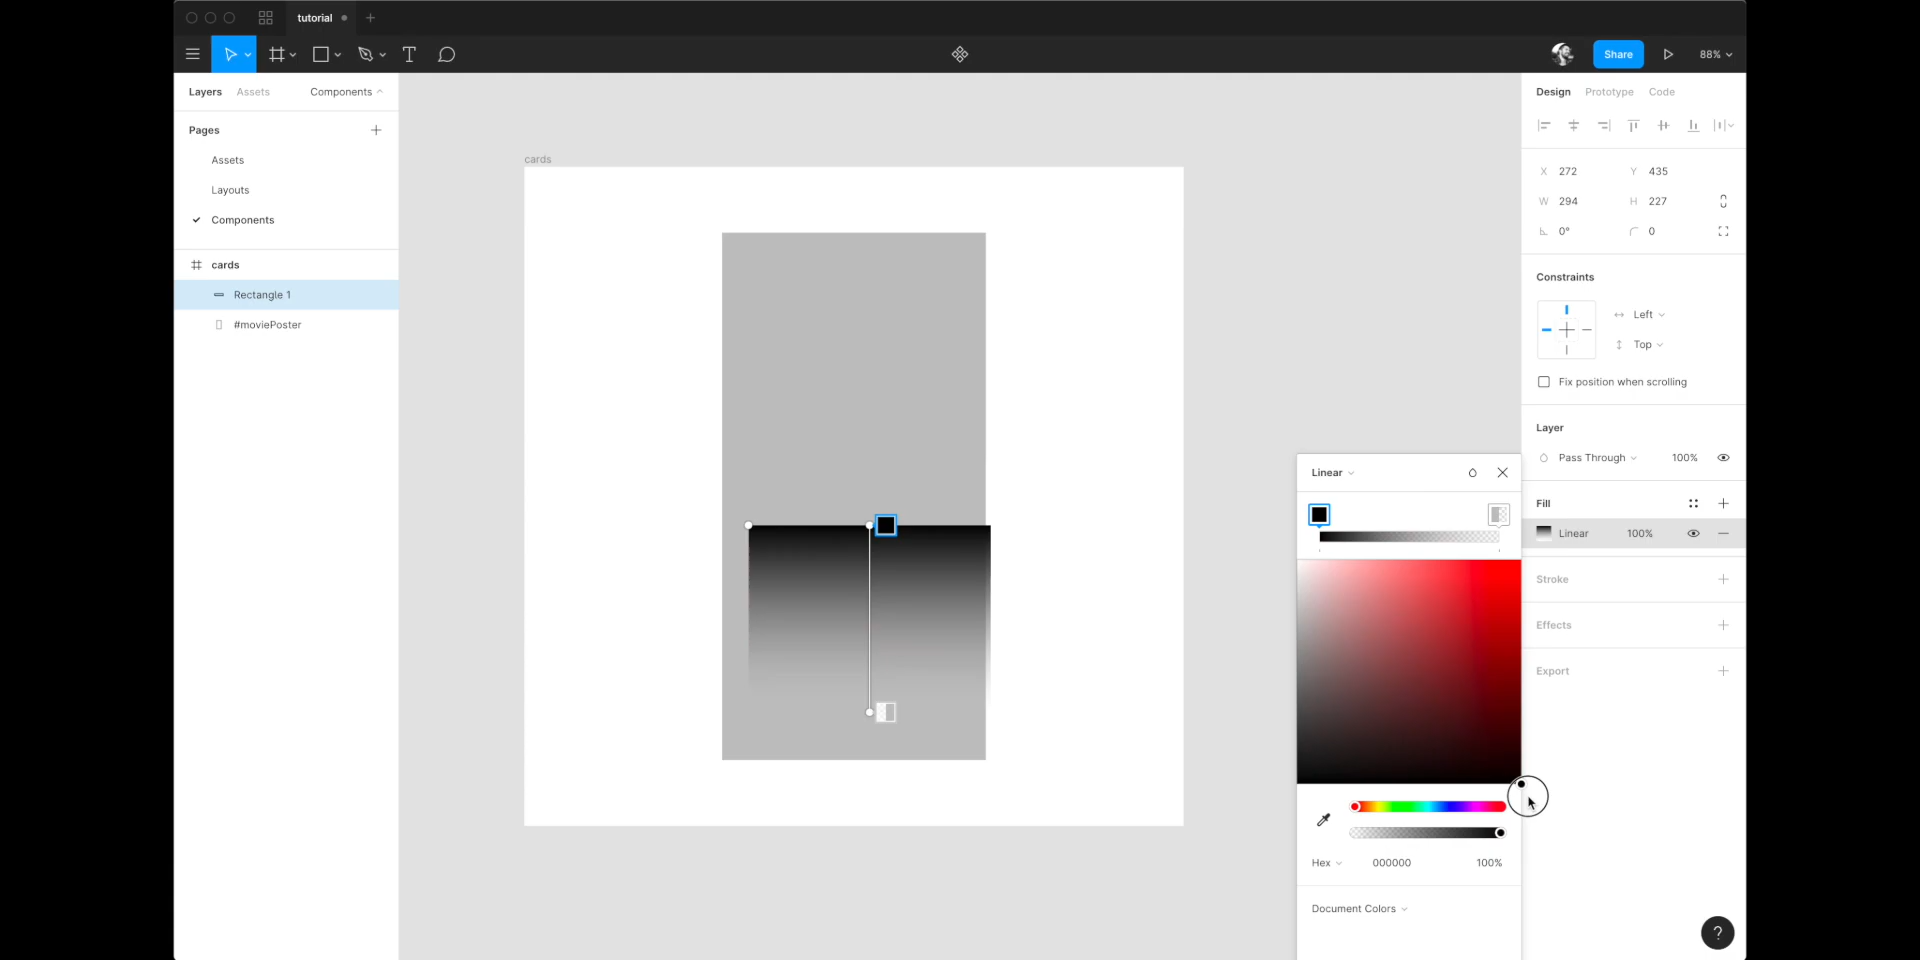 tutorial
Share
88%
Layers
Assets
Components
Design
Prototype
Code
Pages
Assets
Layouts
Components
cards
Rectangle 1
#moviePoster
cards
X 272
Y 435
W 294
H 227
0°
0
Constraints
Left
Top
Fix position when scrolling
Layer
Pass Through
100%
Fill
Linear
100%
Stroke
Effects
Export
Linear
Hex
000000
100%
Document Colors
?